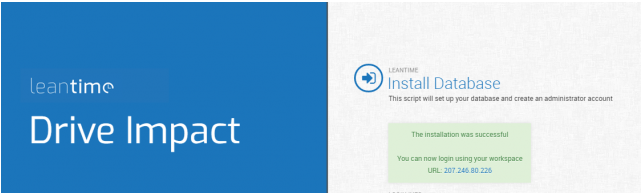 leantime
Drive Impact
LEANTIME
Install Database
This script will set up your database and create an administrator account
The installation was successful
You can now login using your workspace
URL: 207.246.80.226